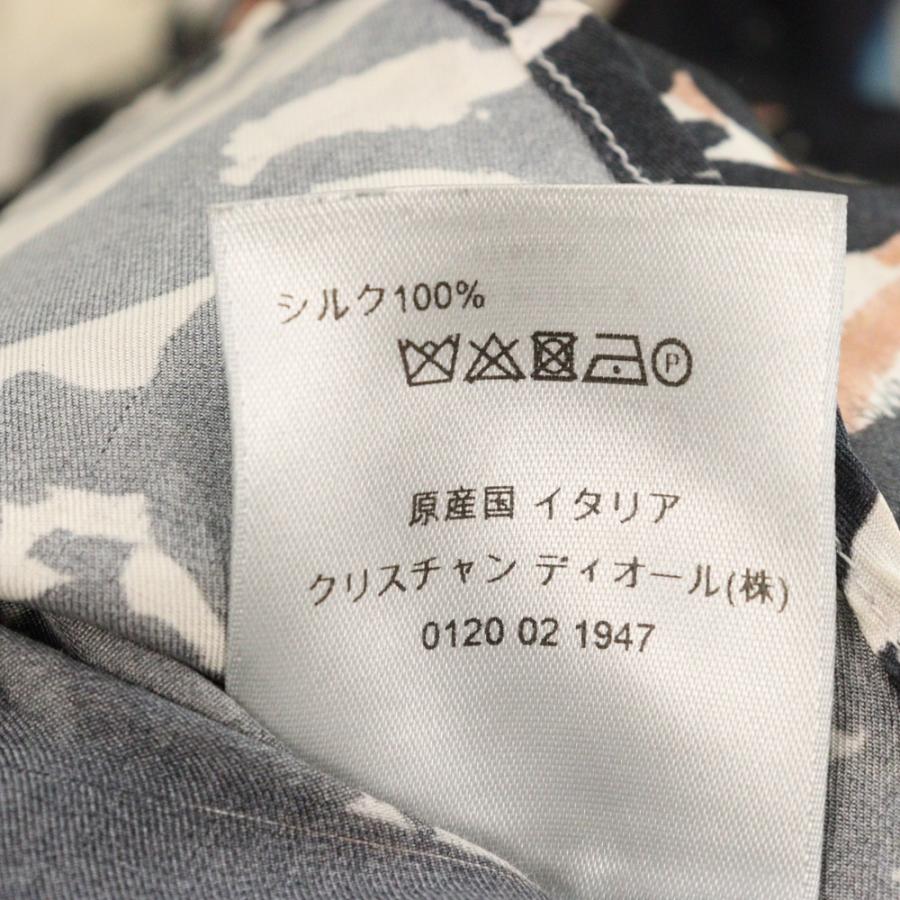 シルク100%
P
原産国 イタリア
クリスチャン ディオール(株)
0120 02 1947